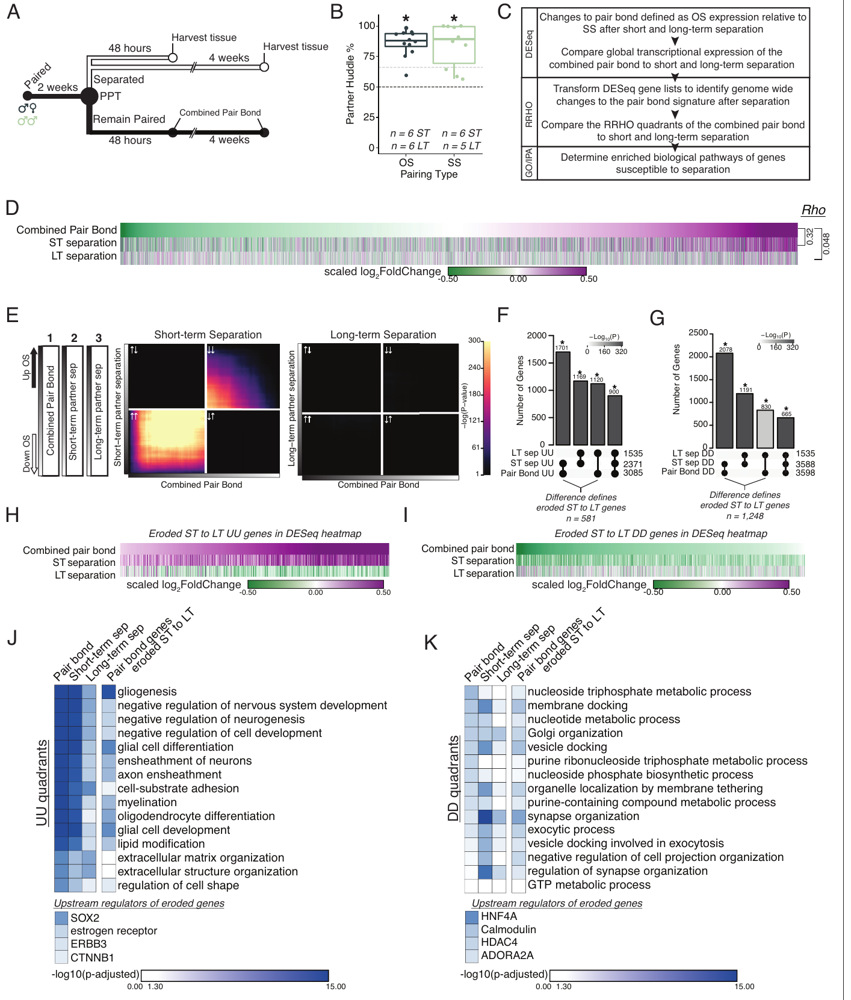 A
Paired
2 weeks
48 hours
Harvest tissue
4 weeks
Harvest tissue
Separated
PPT
Remain Paired
Combined Pair Bond
48 hours
4 weeks
♂♀
♂♂
B
Partner Huddle %
100
75
50
25
0
*
*
n = 6 ST
n = 6 LT
n = 6 ST
n = 5 LT
OS
SS
Pairing Type
C
DESeq
Changes to pair bond defined as OS expression relative to
SS after short and long-term separation
Compare global transcriptional expression of the
combined pair bond to short and long-term separation
RRHO
Transform DESeq gene lists to identify genome wide
changes to the pair bond signature after separation
Compare the RRHO quadrants of the combined pair bond
to short and long-term separation
GO/IPA
Determine enriched biological pathways of genes
susceptible to separation
D
Rho
Combined Pair Bond
ST separation
LT separation
0.32
0.048
scaled log2FoldChange
-0.50
0.00
0.50
E
1
2
3
Up OS
Down OS
Combined Pair Bond
Short-term partner sep
Long-term partner sep
Short-term Separation
Short-term partner separation
↑↓
↓↓
↑↑
↓↑
Combined Pair Bond
Long-term Separation
Long-term partner separation
↑↓
↓↓
↑↑
↓↑
Combined Pair Bond
300
240
180
121
61
1
-log(P-value)
F
Number of Genes
2000
1500
1000
500
0
−Log10(P)
0 160 320
*
1701
*
1169
*
1120
*
900
LT sep UU
1535
ST sep UU
2371
Pair Bond UU
3085
Difference defines
eroded ST to LT genes
n = 581
G
Number of Genes
2500
2000
1500
1000
500
0
−Log10(P)
0 160 320
*
2078
*
1191
*
830
*
665
LT sep DD
1535
ST sep DD
3588
Pair Bond DD
3598
Difference defines
eroded ST to LT genes
n = 1,248
H
Eroded ST to LT UU genes in DESeq heatmap
Combined pair bond
ST separation
LT separation
scaled log2FoldChange
-0.50
0.00
0.50
I
Eroded ST to LT DD genes in DESeq heatmap
Combined pair bond
ST separation
LT separation
scaled log2FoldChange
-0.50
0.00
0.50
J
Pair bond
Short-term sep
Long-term sep
Pair bond genes
eroded ST to LT
UU quadrants
gliogenesis
negative regulation of nervous system development
negative regulation of neurogenesis
negative regulation of cell development
glial cell differentiation
ensheathment of neurons
axon ensheathment
cell-substrate adhesion
myelination
oligodendrocyte differentiation
glial cell development
lipid modification
extracellular matrix organization
extracellular structure organization
regulation of cell shape
Upstream regulators of eroded genes
SOX2
estrogen receptor
ERBB3
CTNNB1
-log10(p-adjusted)
0.00 1.30
15.00
K
Pair bond
Short-term sep
Long-term sep
Pair bond genes
eroded ST to LT
DD quadrants
nucleoside triphosphate metabolic process
membrane docking
nucleotide metabolic process
Golgi organization
vesicle docking
purine ribonucleoside triphosphate metabolic process
nucleoside phosphate biosynthetic process
organelle localization by membrane tethering
purine-containing compound metabolic process
synapse organization
exocytic process
vesicle docking involved in exocytosis
negative regulation of cell projection organization
regulation of synapse organization
GTP metabolic process
Upstream regulators of eroded genes
HNF4A
Calmodulin
HDAC4
ADORA2A
-log10(p-adjusted)
0.00 1.30
15.00